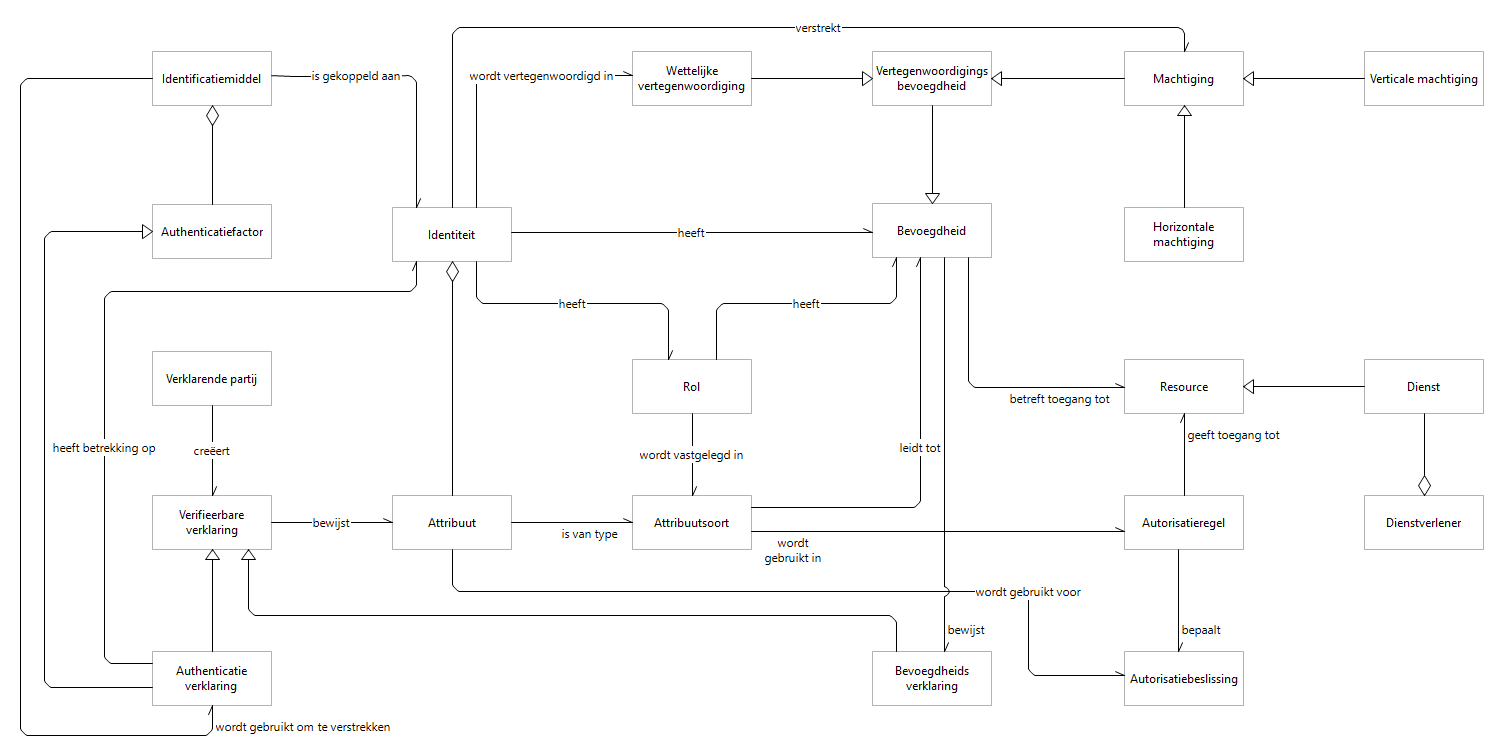 verstrekt
Identificatiemiddel
is gekoppeld aan
wordt vertegenwoordigd in
Wettelijke
vertegenwoordiging
Vertegenwoordigings
bevoegdheid
Machtiging
Verticale machtiging
Authenticatiefactor
Identiteit
heeft
Bevoegdheid
Horizontale
machtiging
heeft
heeft
Verklarende partij
Rol
Resource
Dienst
betreft toegang tot
heeft betrekking op
creëert
wordt vastgelegd in
leidt tot
geeft toegang tot
Verifieerbare
verklaring
bewijst
Attribuut
is van type
Attribuutsoort
wordt
gebruikt in
Autorisatieregel
Dienstverlener
wordt gebruikt voor
bewijst
bepaalt
Authenticatie
verklaring
Bevoegdheids
verklaring
Autorisatiebeslissing
wordt gebruikt om te verstrekken